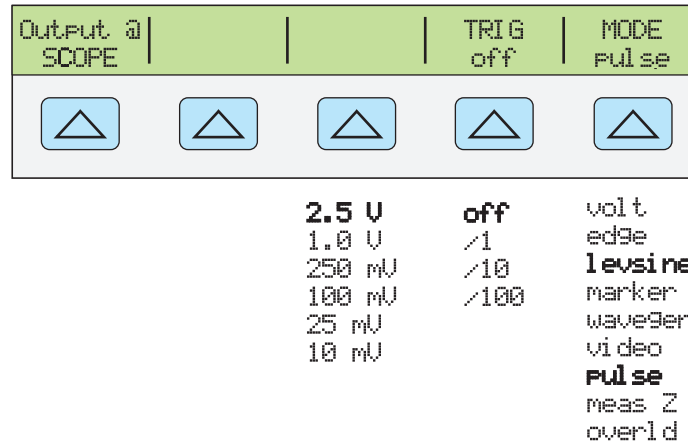 Output @ TRIG MODE
SCOPE off pulse
2.5 V off volt
1.0 V /1 edge
250 mV /10 levsine
100 mV /100 marker
25 mV wavegen
10 mV video
pulse
meas Z
overld